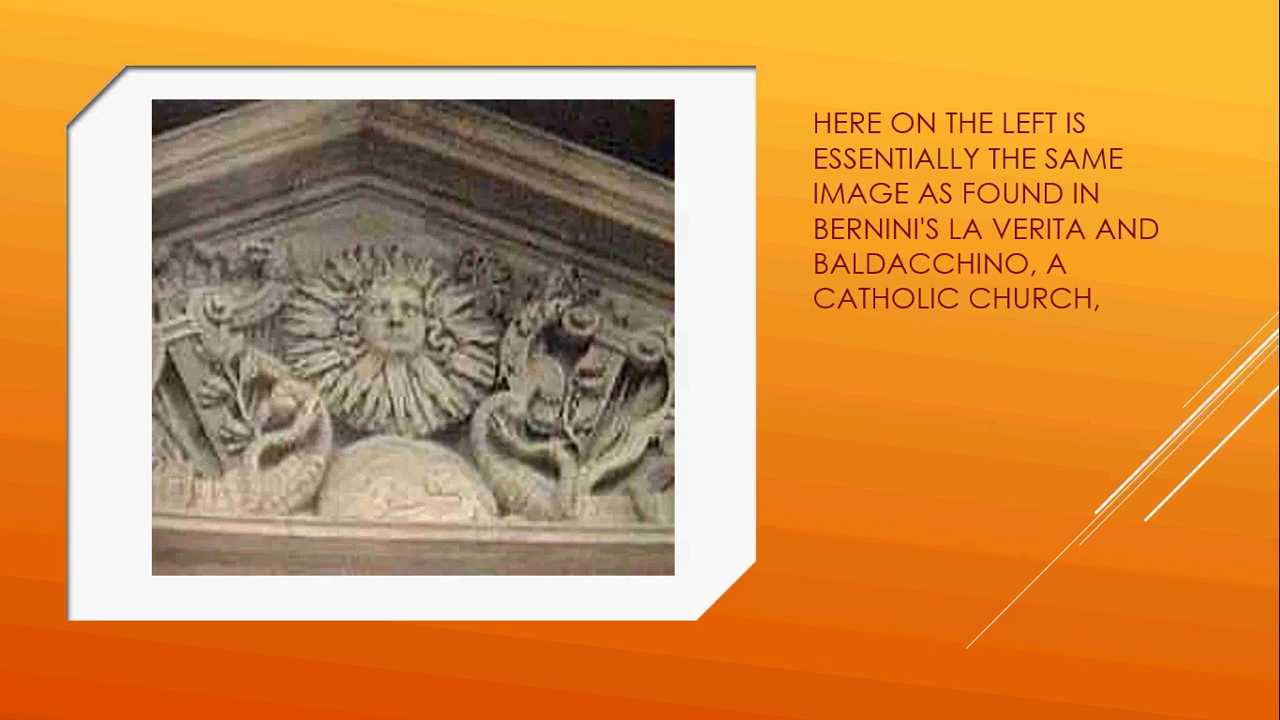 HERE ON THE LEFT IS
ESSENTIALLY THE SAME
IMAGE AS FOUND IN
BERNINI'S LA VERITA AND
BALDACCHINO, A
CATHOLIC CHURCH,